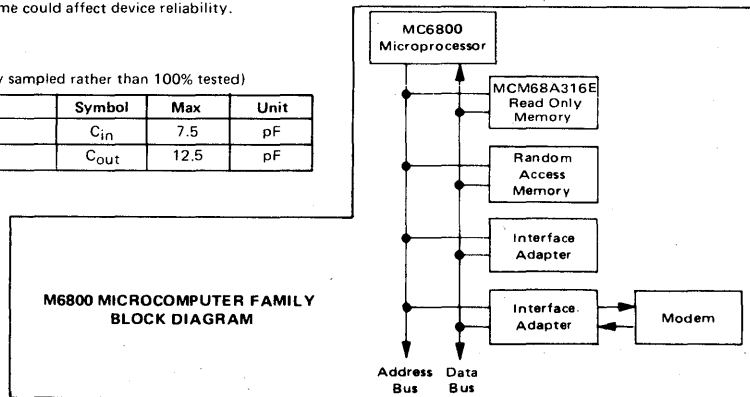 me could affect device reliability.
y sampled rather than 100% tested)
Symbol Max Unit
Cin 7.5 pF
Cout 12.5 pF
M6800 MICROCOMPUTER FAMILY
BLOCK DIAGRAM
MC6800
Microprocessor
MCM68A316E
Read Only
Memory
Random
Access
Memory
Interface
Adapter
Interface
Adapter
Modem
Address
Bus
Data
Bus